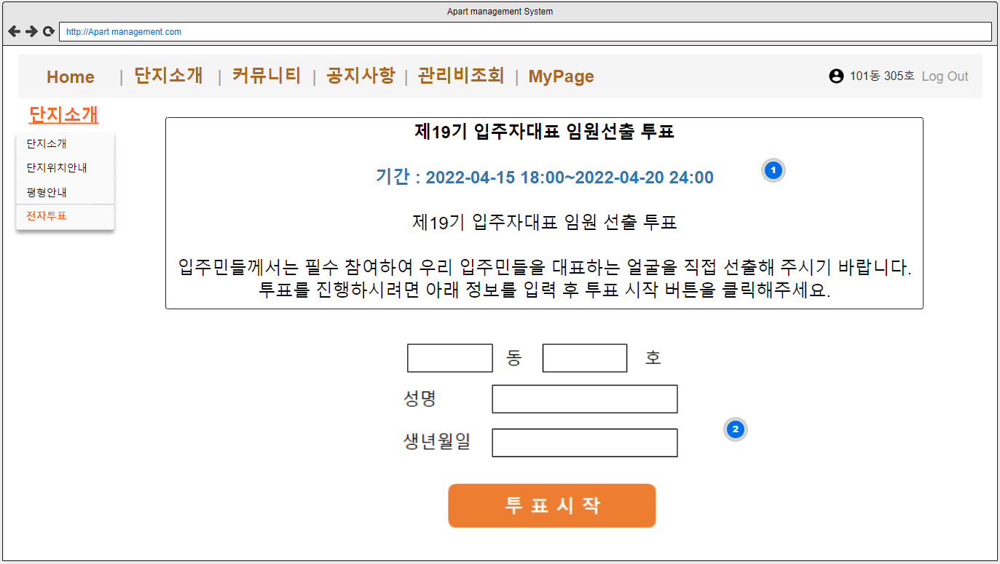 Apart management System
http://Apart management.com
Home | 단지소개 | 커뮤니티 | 공지사항 | 관리비조회 | MyPage 101동 305호 Log Out
단지소개
단지소개
단지위치안내
평형안내
전자투표
제19기 입주자대표 임원선출 투표
기간 : 2022-04-15 18:00~2022-04-20 24:00
1
제19기 입주자대표 임원 선출 투표
입주민들께서는 필수 참여하여 우리 입주민들을 대표하는 얼굴을 직접 선출해 주시기 바랍니다.
투표를 진행하시려면 아래 정보를 입력 후 투표 시작 버튼을 클릭해주세요.
동 호
성명
생년월일
2
투 표 시 작